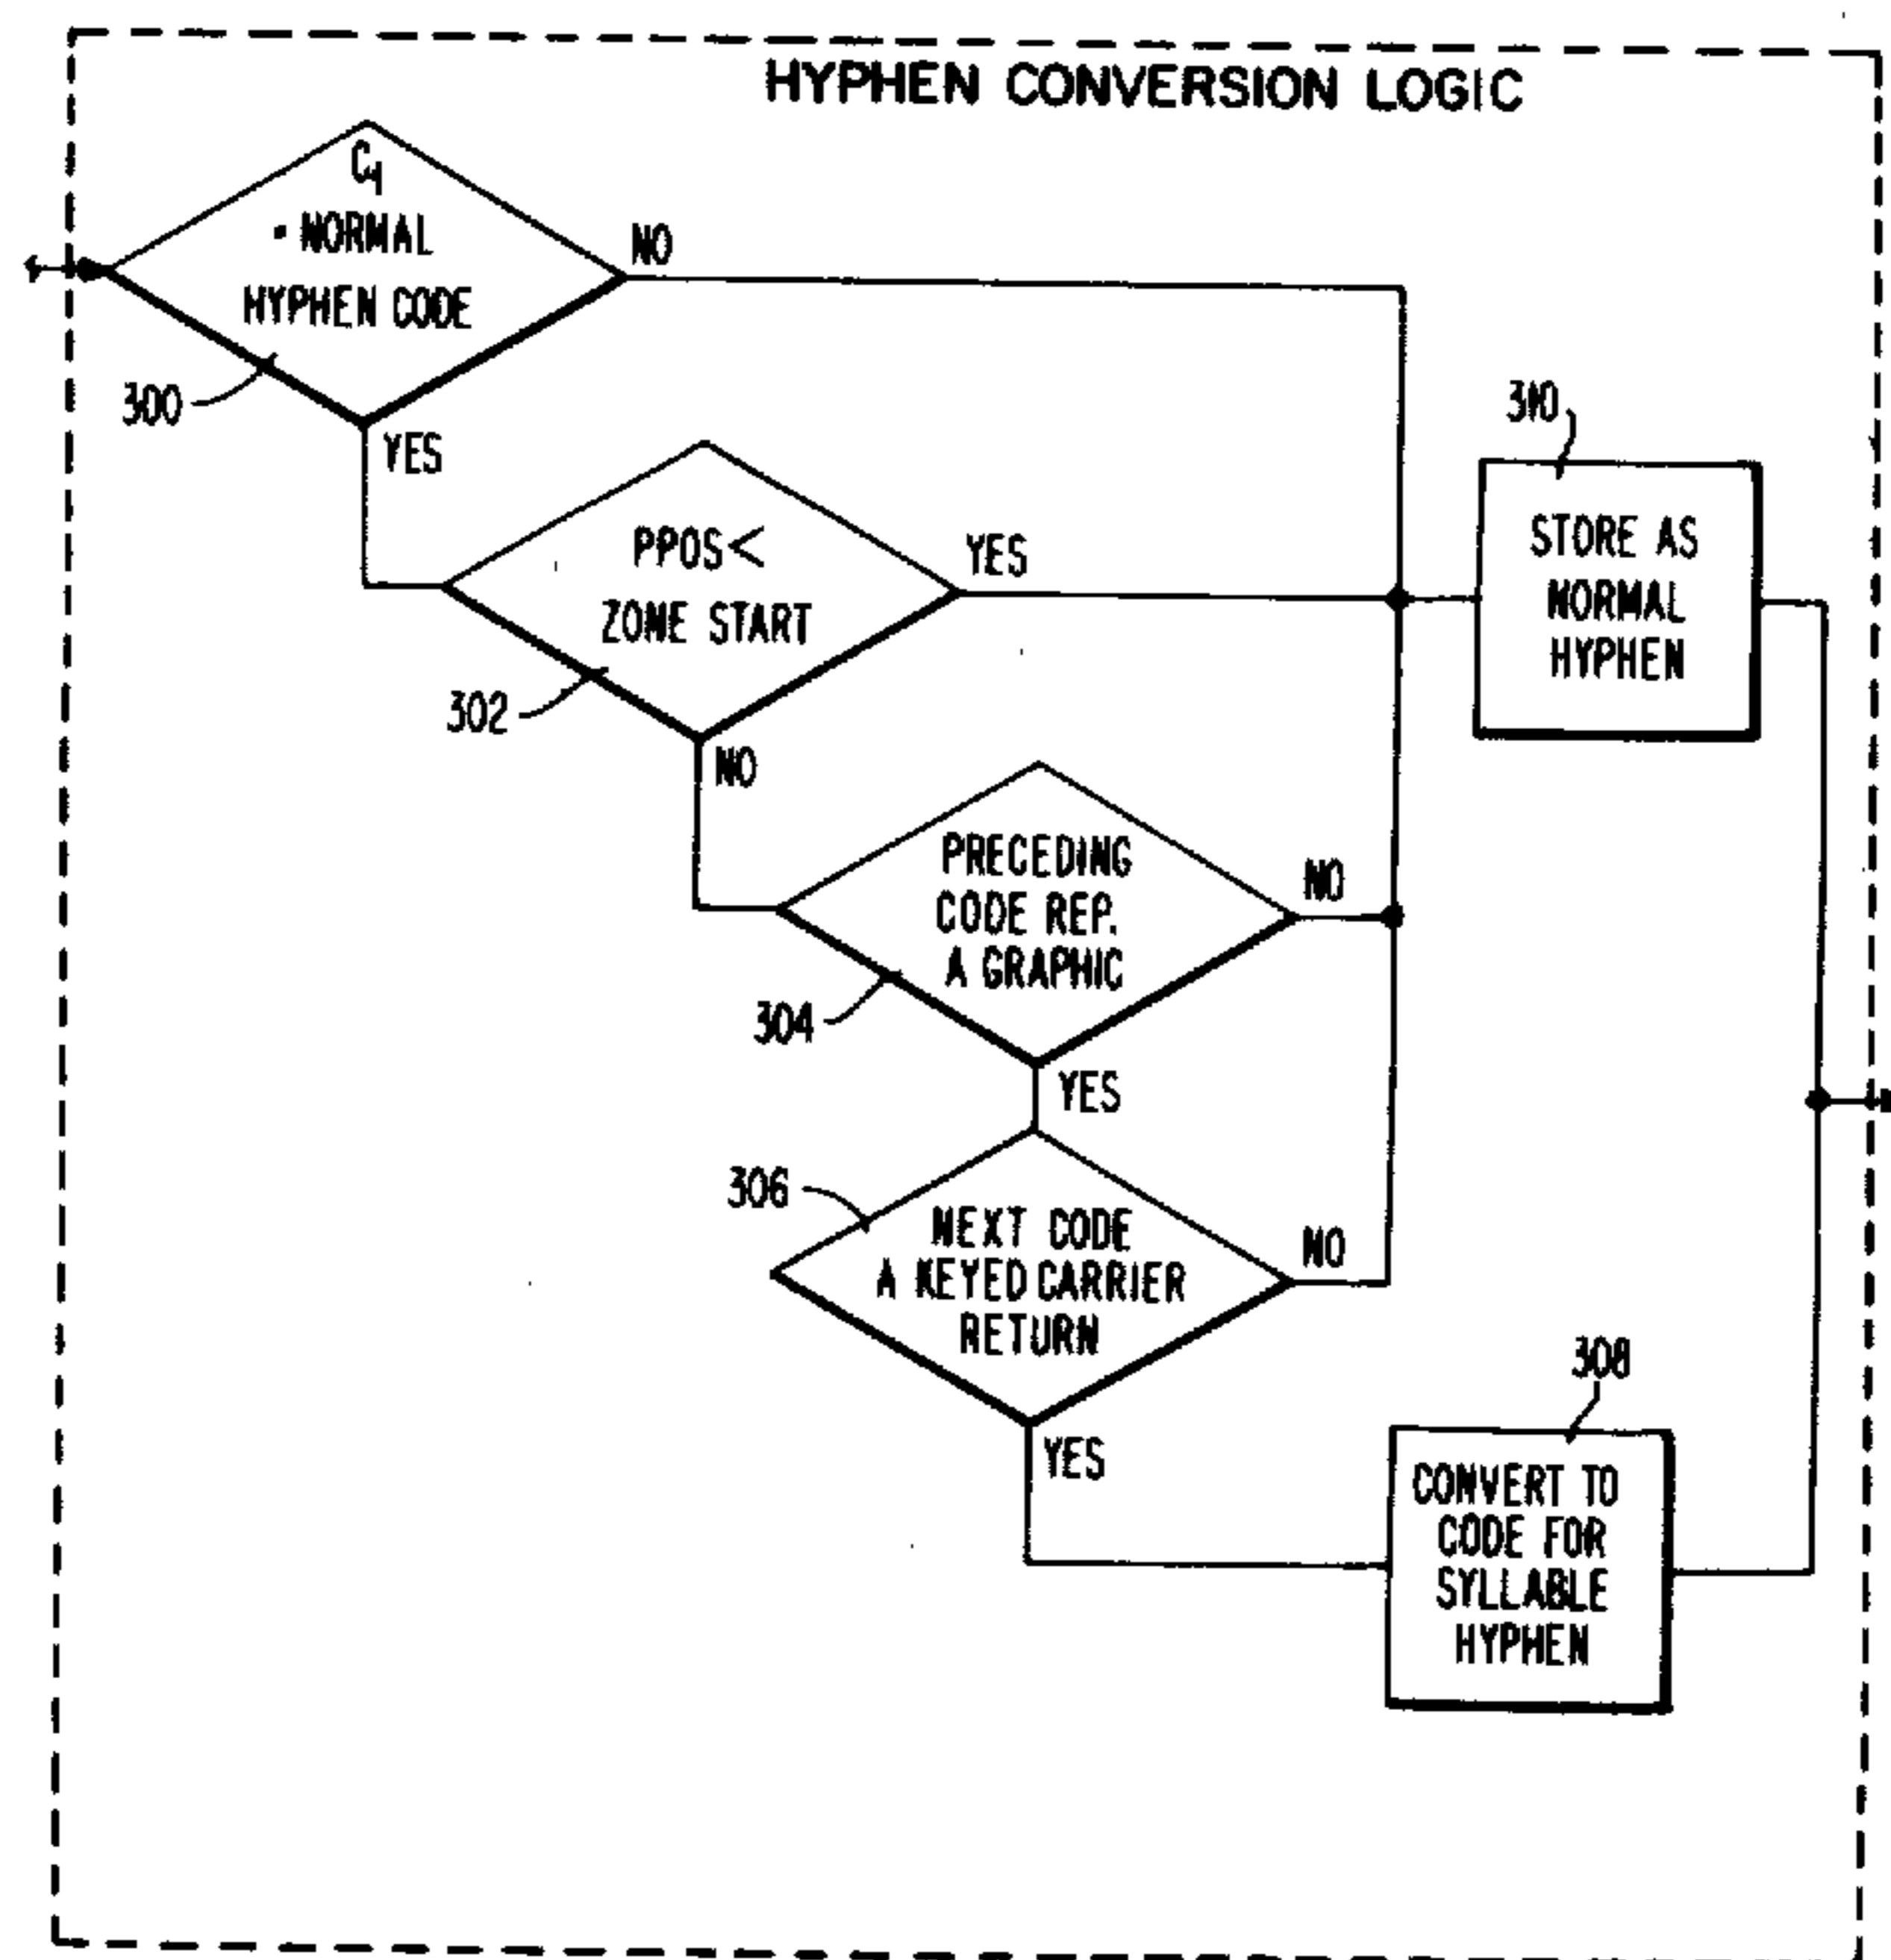 HYPHEN CONVERSION LOGIC
C1
= NORMAL
HYPHEN CODE
NO
300
YES
310
PPOS <
ZONE START
YES
STORE AS
NORMAL
HYPHEN
302
NO
PRECEDING
CODE REP.
A GRAPHIC
NO
304
YES
306
NEXT CODE
A KEYED CARRIER
RETURN
NO
308
YES
CONVERT TO
CODE FOR
SYLLABLE
HYPHEN